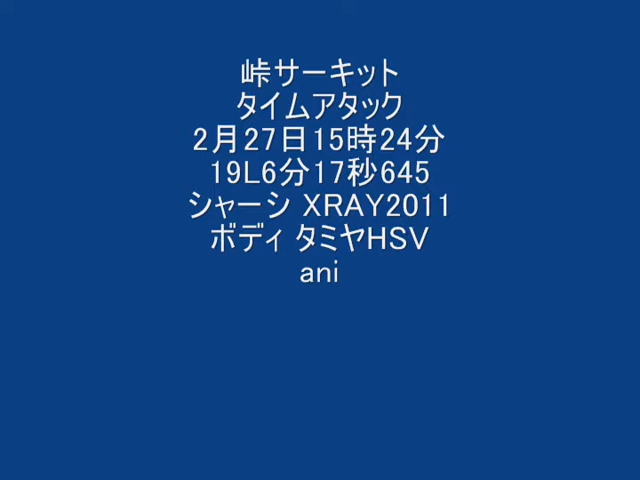 峠サーキット
タイムアタック
2月27日15時24分
19L6分17秒645
シャーシ XRAY2011
ボディ タミヤHSV
ani